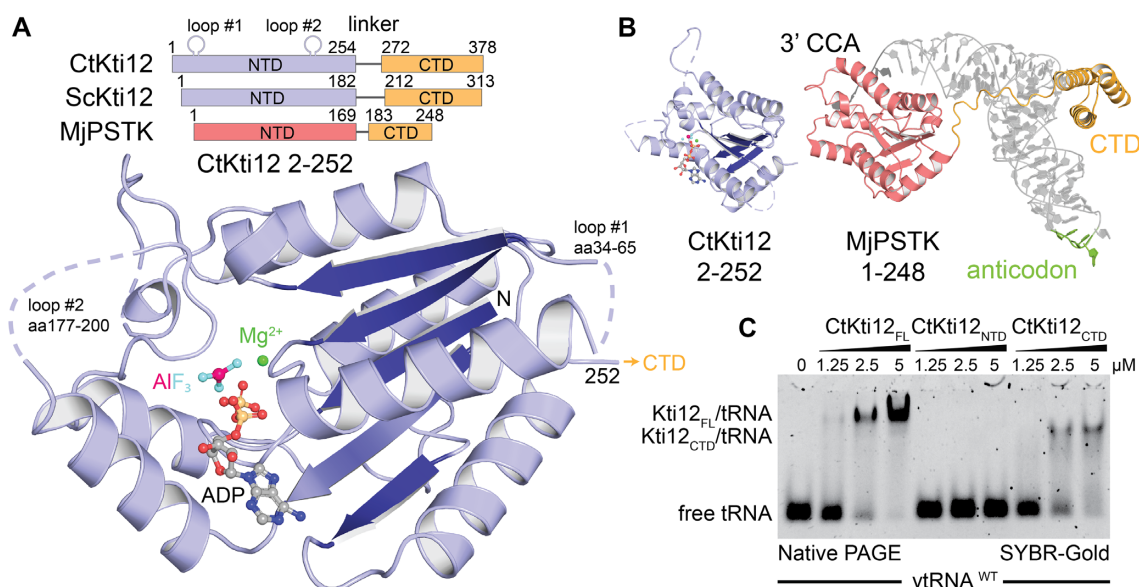 A
loop #1
loop #2
linker
1
254
272
378
CtKti12
NTD
CTD
1
182
212
313
ScKti12
NTD
CTD
1
169
183
248
MjPSTK
NTD
CTD
CtKti12 2-252
loop #1
aa34-65
loop #2
aa177-200
N
Mg2+
AlF3
252
CTD
ADP
B
3’ CCA
CTD
CtKti12
2-252
MjPSTK
1-248
anticodon
C
CtKti12FL CtKti12NTD CtKti12CTD
0 1.25 2.5 5 1.25 2.5 5 1.25 2.5 5 μM
Kti12FL/tRNA
Kti12CTD/tRNA
free tRNA
Native PAGE SYBR-Gold
ytRNA WT